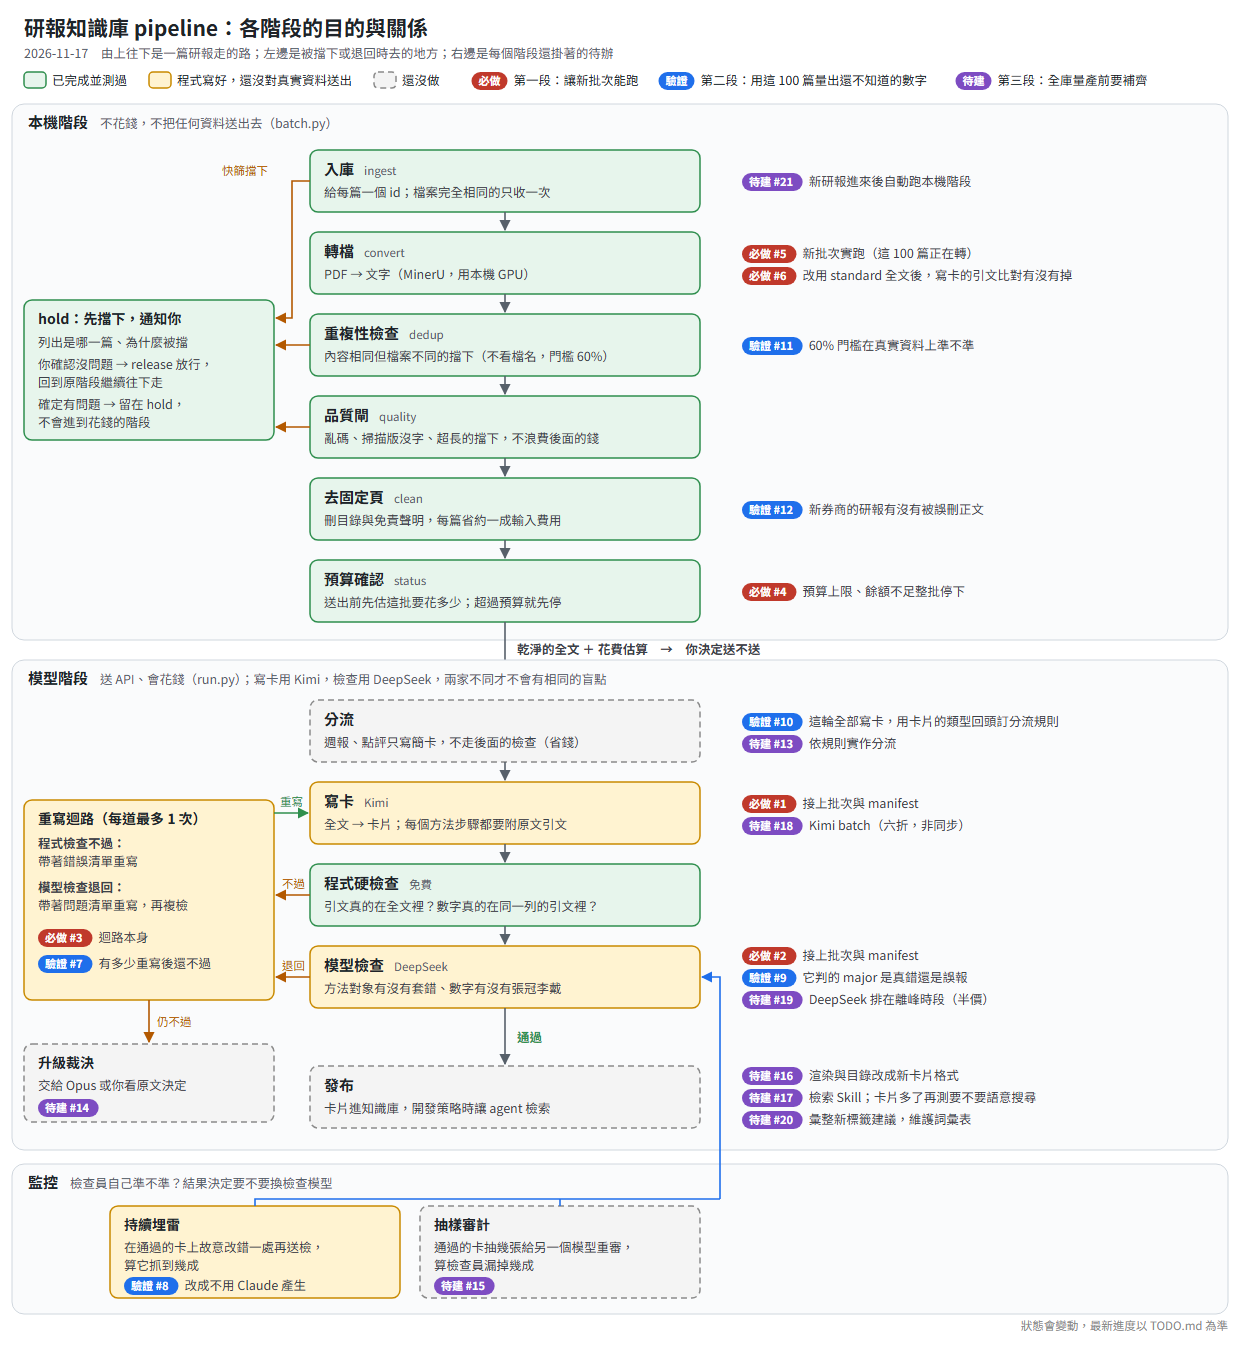 研報知識庫 pipeline：各階段的目的與關係
2026-11-17 由上往下是一篇研報走的路；左邊是被擋下或退回時去的地方；右邊是每個階段還掛著的待辦
已完成並測過
程式寫好，還沒對真實資料送出
還沒做
必做 第一段：讓新批次能跑
驗證 第二段：用這 100 篇量出還不知道的數字
待建 第三段：全庫量產前要補齊
本機階段 不花錢，不把任何資料送出去（batch.py）
快篩擋下
入庫 ingest
給每篇一個 id；檔案完全相同的只收一次
待建 #21 新研報進來後自動跑本機階段
轉檔 convert
PDF → 文字（MinerU，用本機 GPU）
必做 #5 新批次實跑（這 100 篇正在轉）
必做 #6 改用 standard 全文後，寫卡的引文比對有沒有掉
hold：先擋下，通知你
列出是哪一篇、為什麼被擋
你確認沒問題 → release 放行，
回到原階段繼續往下走
確定有問題 → 留在 hold，
不會進到花錢的階段
重複性檢查 dedup
內容相同但檔案不同的擋下（不看檔名，門檻 60%）
驗證 #11 60% 門檻在真實資料上準不準
品質閘 quality
亂碼、掃描版沒字、超長的擋下，不浪費後面的錢
去固定頁 clean
刪目錄與免責聲明，每篇省約一成輸入費用
驗證 #12 新券商的研報有沒有被誤刪正文
預算確認 status
送出前先估這批要花多少；超過預算就先停
必做 #4 預算上限、餘額不足整批停下
乾淨的全文 + 花費估算 → 你決定送不送
模型階段 送 API、會花錢（run.py）；寫卡用 Kimi，檢查用 DeepSeek，兩家不同才不會有相同的盲點
分流
週報、點評只寫簡卡，不走後面的檢查（省錢）
驗證 #10 這輪全部寫卡，用卡片的類型回頭訂分流規則
待建 #13 依規則實作分流
重寫
寫卡 Kimi
全文 → 卡片；每個方法步驟都要附原文引文
必做 #1 接上批次與 manifest
待建 #18 Kimi batch（六折，非同步）
重寫迴路（每道最多 1 次）
程式檢查不過：
帶著錯誤清單重寫
模型檢查退回：
帶著問題清單重寫，再複檢
必做 #3 迴路本身
驗證 #7 有多少重寫後還不過
不過
程式硬檢查 免費
引文真的在全文裡？數字真的在同一列的引文裡？
退回
模型檢查 DeepSeek
方法對象有沒有套錯、數字有沒有張冠李戴
必做 #2 接上批次與 manifest
驗證 #9 它判的 major 是真錯還是誤報
待建 #19 DeepSeek 排在離峰時段（半價）
仍不過
通過
升級裁決
交給 Opus 或你看原文決定
待建 #14
發布
卡片進知識庫，開發策略時讓 agent 檢索
待建 #16 渲染與目錄改成新卡片格式
待建 #17 檢索 Skill；卡片多了再測要不要語意搜尋
待建 #20 彙整新標籤建議，維護詞彙表
監控 檢查員自己準不準？結果決定要不要換檢查模型
持續埋雷
在通過的卡上故意改錯一處再送檢，
算它抓到幾成
驗證 #8 改成不用 Claude 產生
抽樣審計
通過的卡抽幾張給另一個模型重審，
算檢查員漏掉幾成
待建 #15
狀態會變動，最新進度以 TODO.md 為準